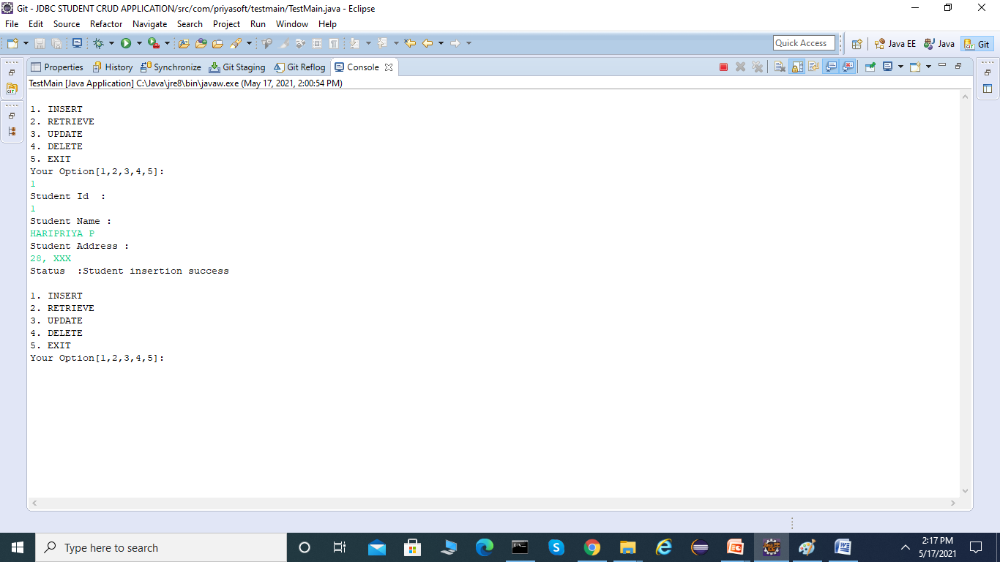 Git - JDBC STUDENT CRUD APPLICATION/src/com/priyasoft/testmain/TestMain.java - Eclipse
File Edit Source Refactor Navigate Search Project Run Window Help
Quick Access Java EE Java Git
Properties History Synchronize Git Staging Git Reflog Console
TestMain [Java Application] C:\Java\jre8\bin\javaw.exe (May 17, 2021, 2:00:54 PM)
1. INSERT
2. RETRIEVE
3. UPDATE
4. DELETE
5. EXIT
Your Option[1,2,3,4,5]:
1
Student Id  :
1
Student Name :
HARIPRIYA P
Student Address :
28, XXX
Status  :Student insertion success
1. INSERT
2. RETRIEVE
3. UPDATE
4. DELETE
5. EXIT
Your Option[1,2,3,4,5]:
Type here to search
2:17 PM
5/17/2021